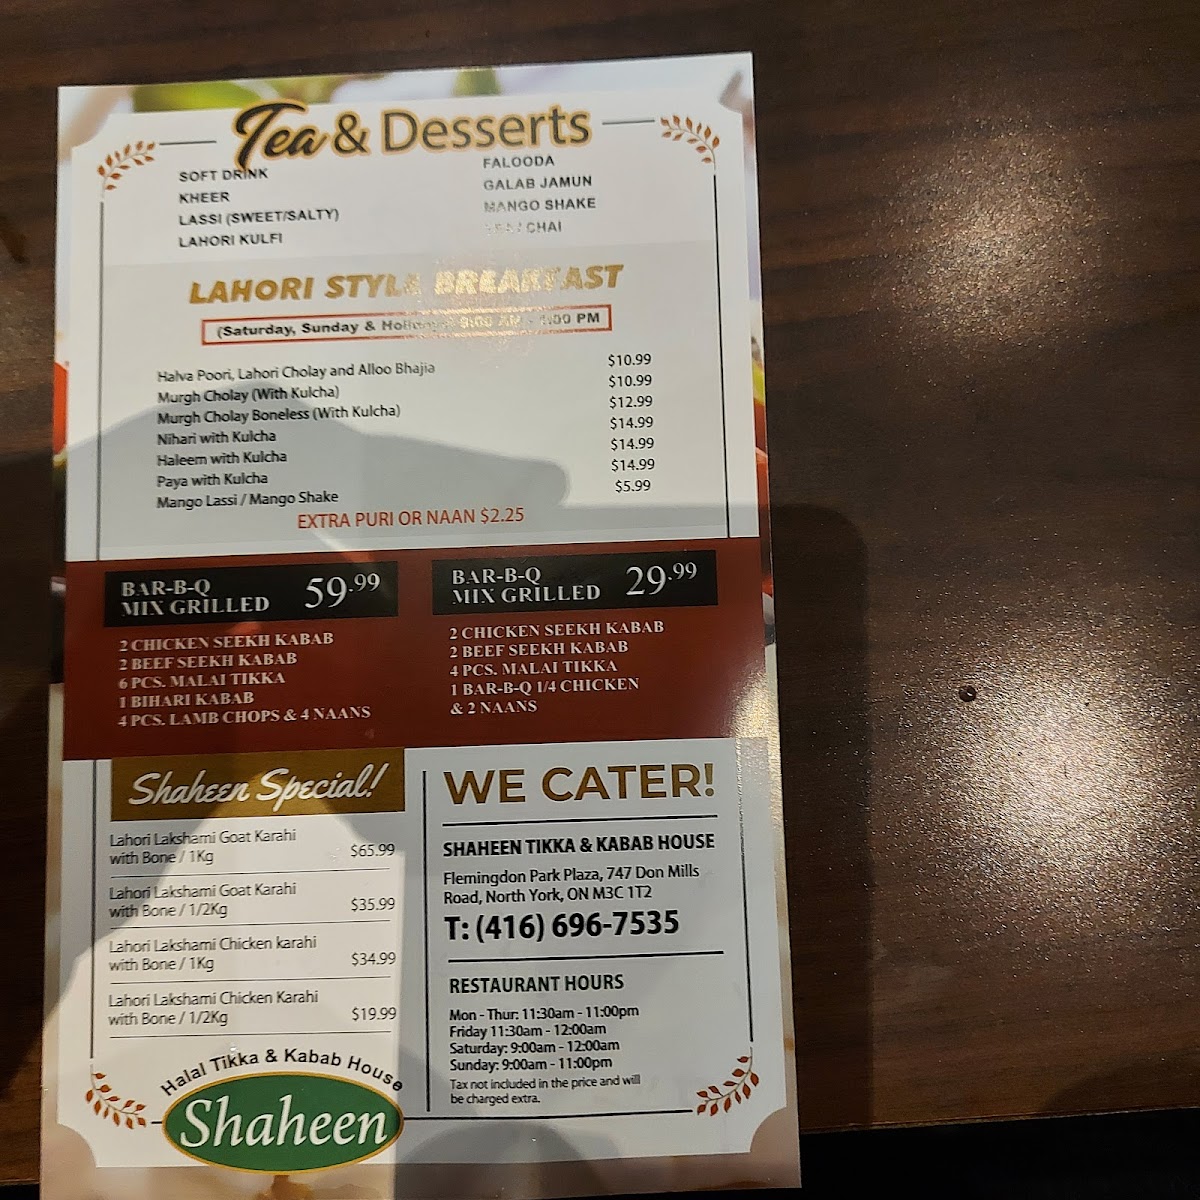 Tea & Desserts
SOFT DRINK
KHEER
LASSI (SWEET/SALTY)
LAHORI KULFI
FALOODA
GALAB JAMUN
MANGO SHAKE
CHAI
LAHORI STYLE BREAKFAST
(Saturday, Sunday & 9:00 :00 PM
Halva Poori, Lahori Cholay and Alloo Bhajia $10.99
Murgh Cholay (With Kulcha) $10.99
Murgh Cholay Boneless (With Kulcha) $12.99
Nihari with Kulcha $14.99
Haleem with Kulcha $14.99
Paya with Kulcha $14.99
Mango Lassi / Mango Shake $5.99
EXTRA PURI OR NAAN $2.25
BAR-B-Q
MIX GRILLED 59.99
2 CHICKEN SEEKH KABAB
2 BEEF SEEKH KABAB
6 PCS. MALAI TIKKA
1 BIHARI KABAB
4 PCS. LAMB CHOPS & 4 NAANS
BAR-B-Q
MIX GRILLED 29.99
2 CHICKEN SEEKH KABAB
2 BEEF SEEKH KABAB
4 PCS. MALAI TIKKA
1 BAR-B-Q 1/4 CHICKEN
& 2 NAANS
Shaheen Special!
Lahori Lakshami Goat Karahi
with Bone / 1Kg $65.99
Lahori Lakshami Goat Karahi
with Bone / 1/2Kg $35.99
Lahori Lakshami Chicken karahi
with Bone / 1Kg $34.99
Lahori Lakshami Chicken Karahi
with Bone / 1/2Kg $19.99
Halal Tikka & Kabab House
Shaheen
WE CATER!
SHAHEEN TIKKA & KABAB HOUSE
Flemingdon Park Plaza, 747 Don Mills
Road, North York, ON M3C 1T2
T: (416) 696-7535
RESTAURANT HOURS
Mon - Thur: 11:30am - 11:00pm
Friday 11:30am - 12:00am
Saturday: 9:00am - 12:00am
Sunday: 9:00am - 11:00pm
Tax not included in the price and will
be charged extra.